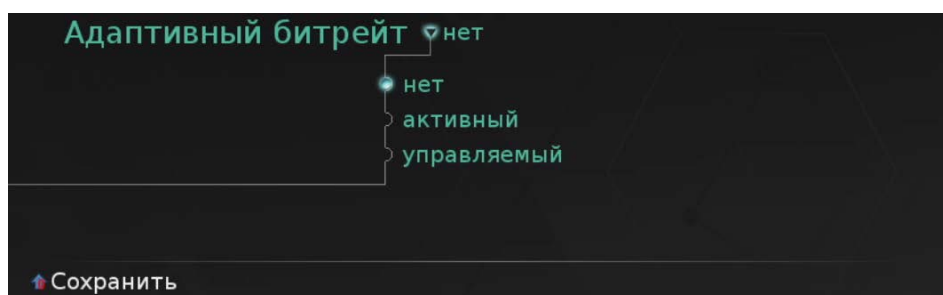 Адаптивный битрейт нет
нет
активный
управляемый
Сохранить